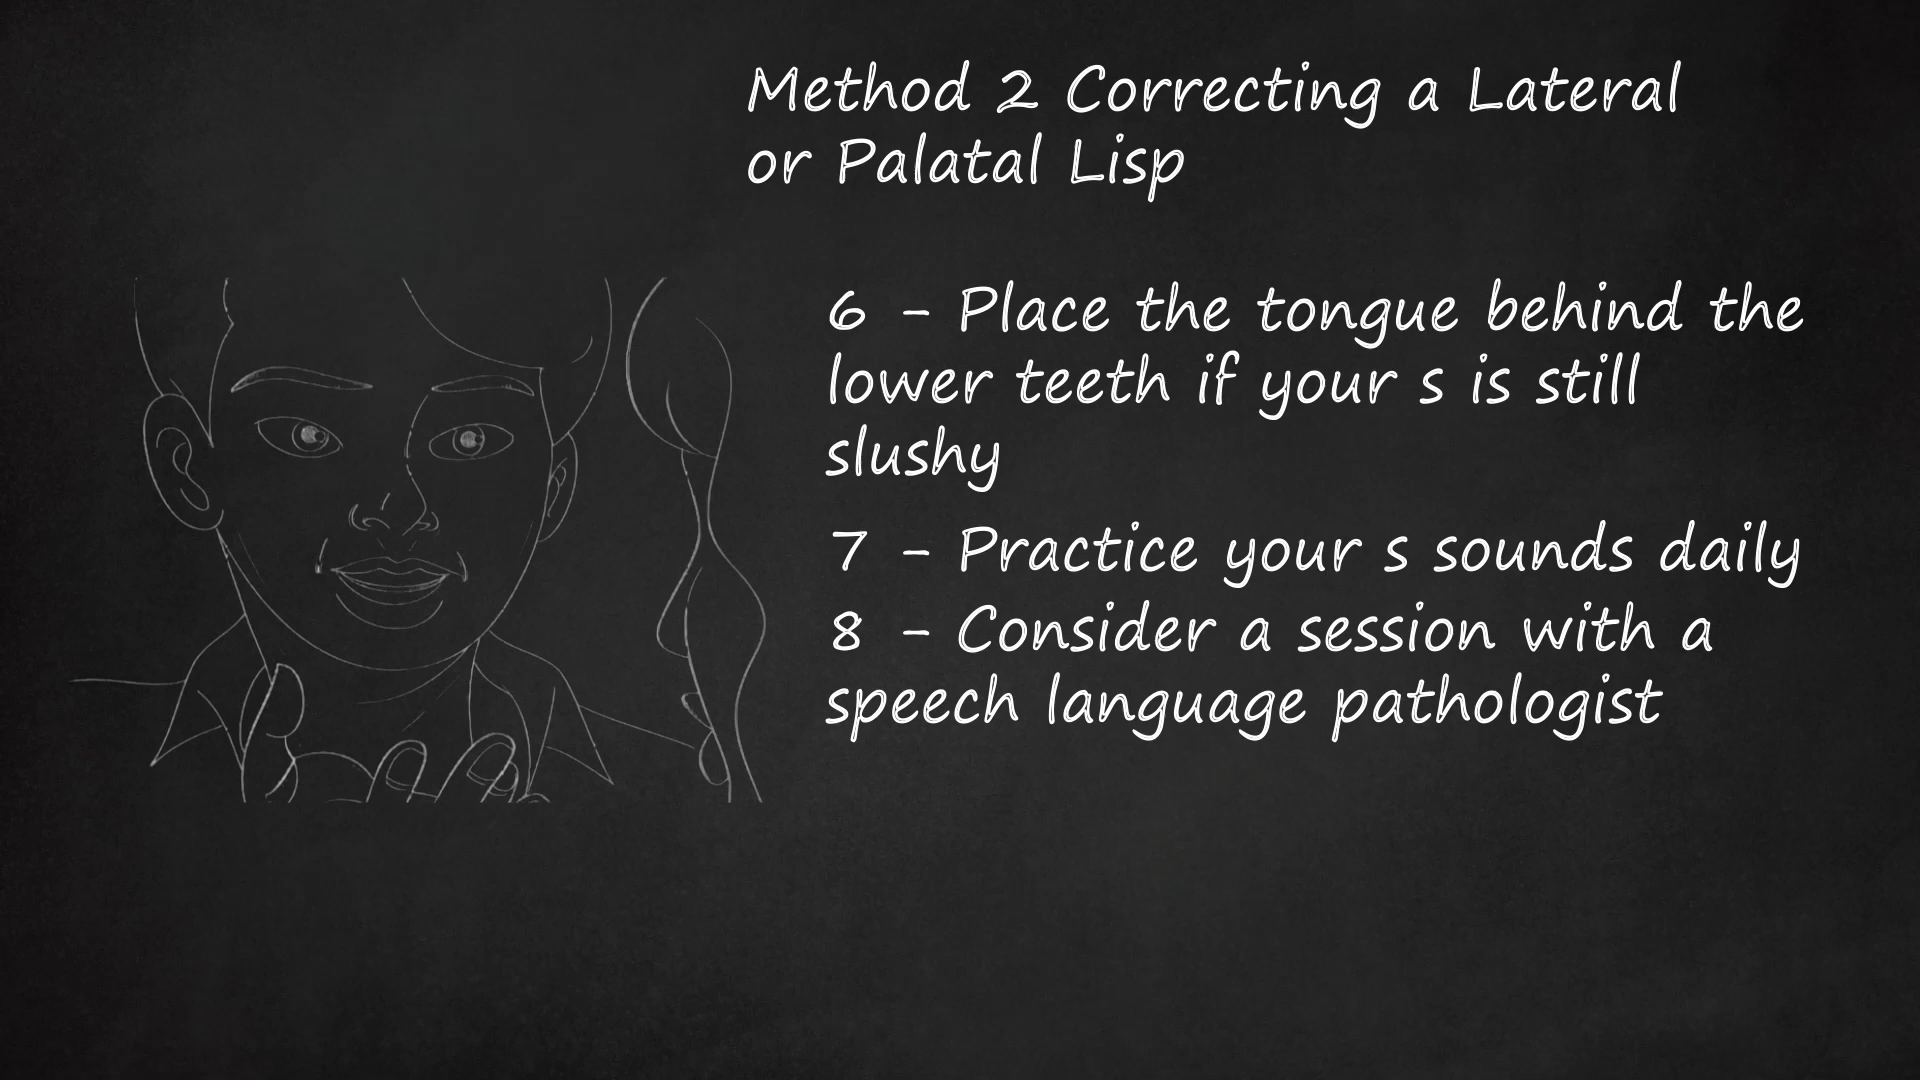 Method 2 Correcting a Lateral
or Palatal Lisp
6 - Place the tongue behind the
lower teeth if your s is still
slushy
7 - Practice your s sounds daily
8 - Consider a session with a
speech language pathologist